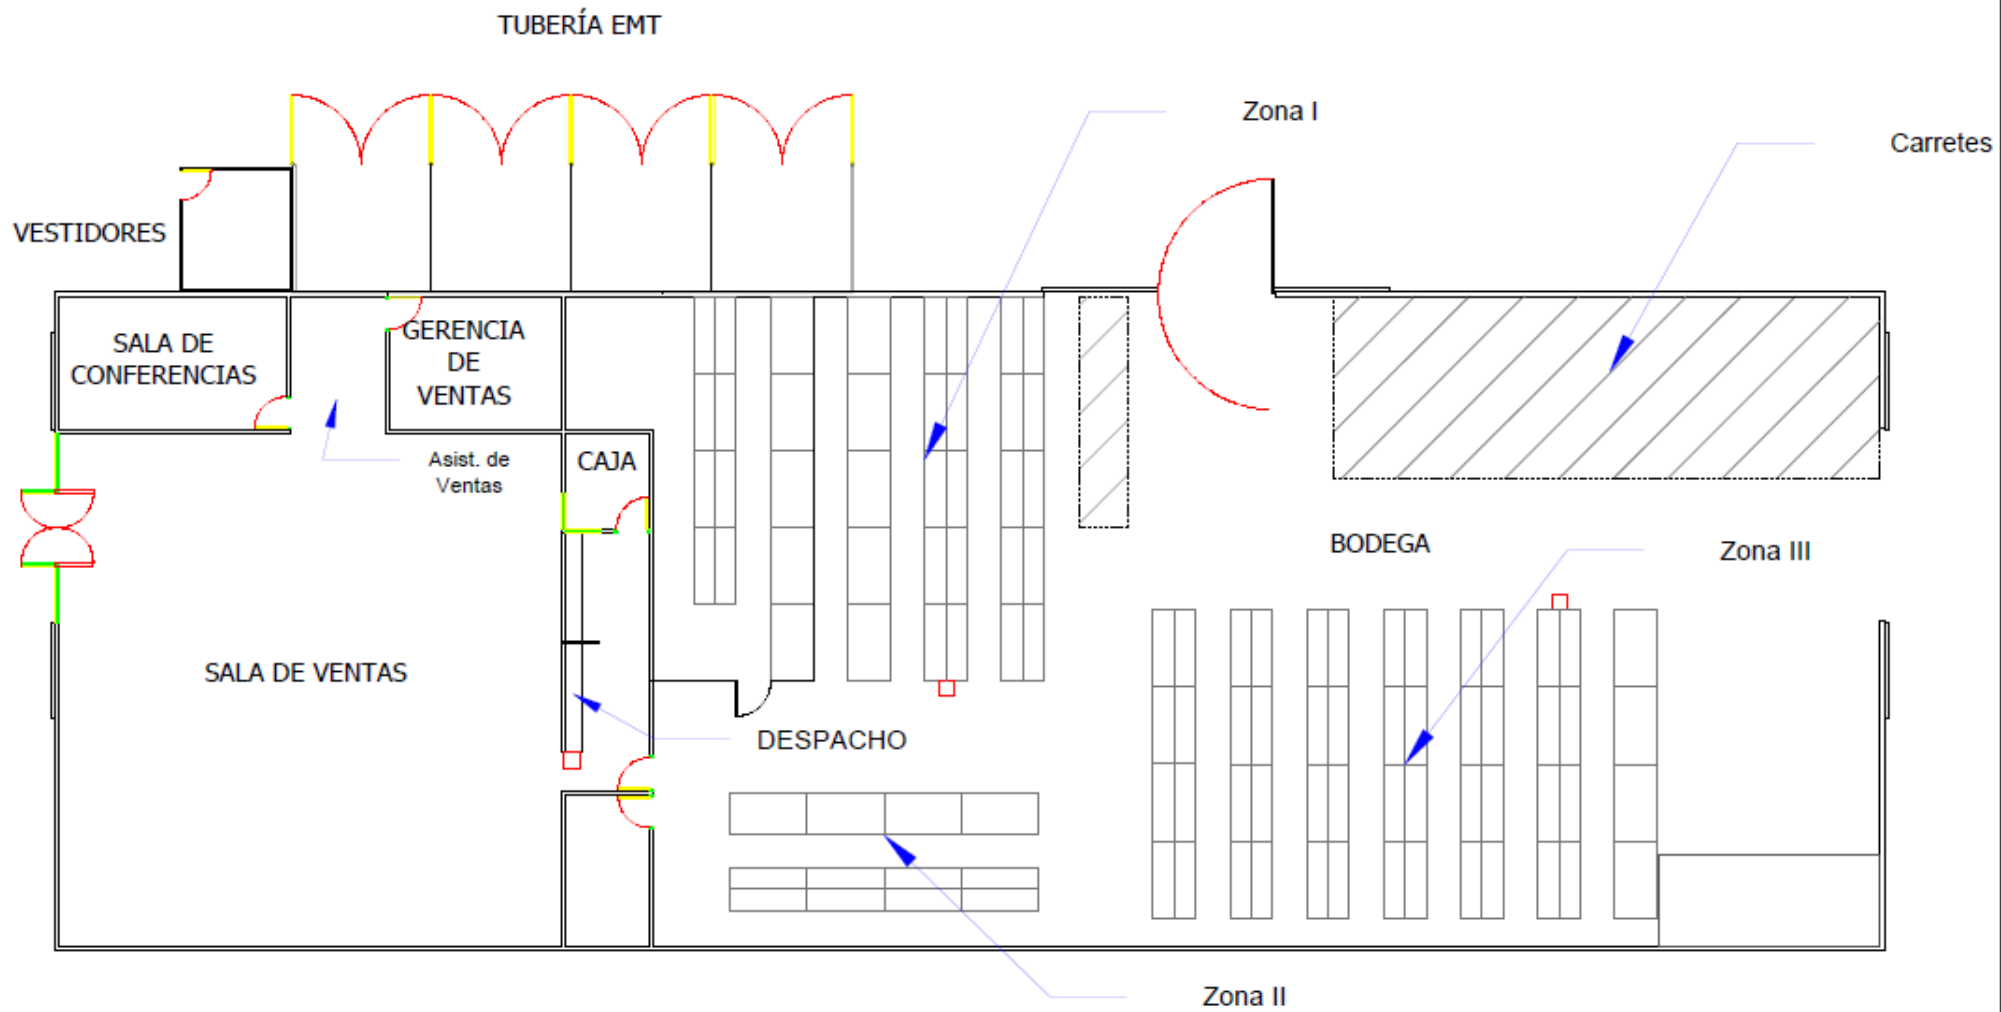 TUBERÍA EMT
Zona I
Carretes
VESTIDORES
SALA DE
CONFERENCIAS
GERENCIA
DE
VENTAS
Asist. de
Ventas
CAJA
BODEGA
Zona III
SALA DE VENTAS
DESPACHO
Zona II